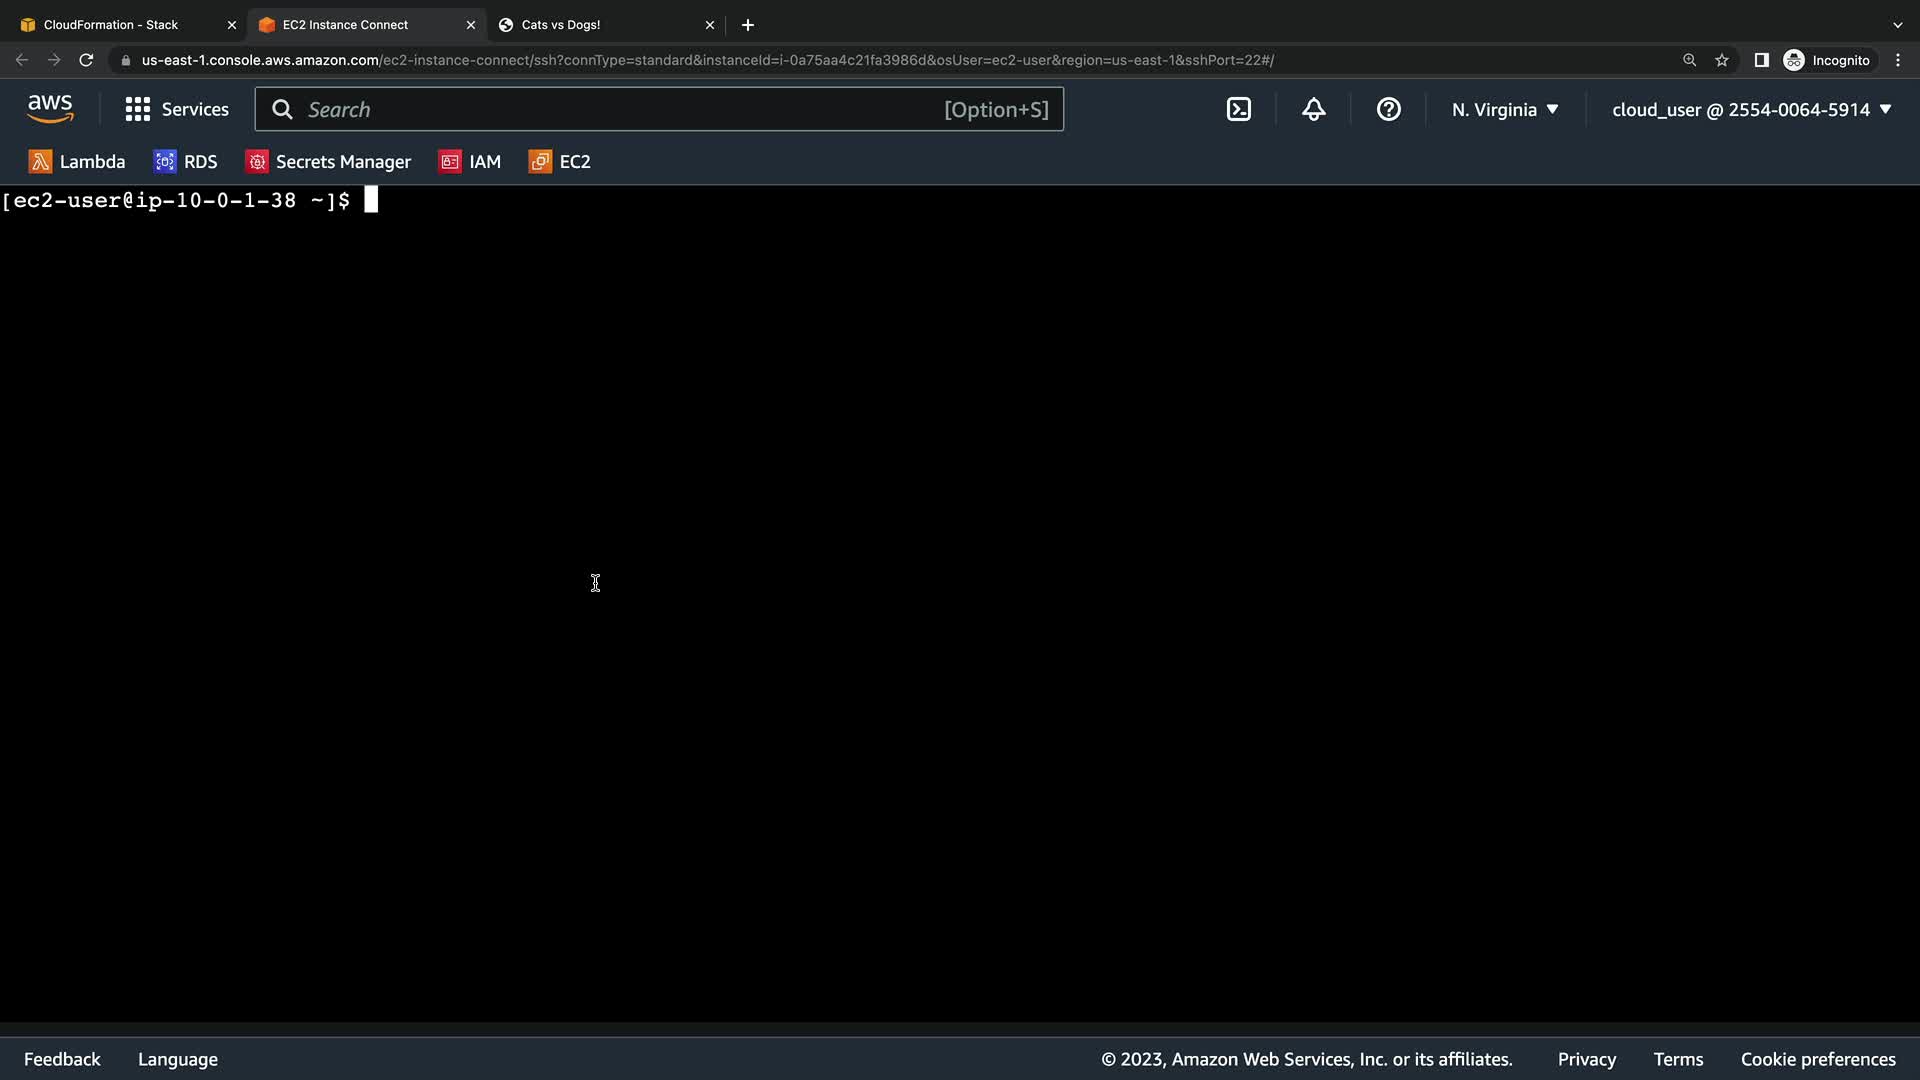 CloudFormation - Stack
EC2 Instance Connect
Cats vs Dogs!
us-east-1.console.aws.amazon.com/ec2-instance-connect/ssh?connType=standard&instanceId=i-0a75aa4c21fa3986d&osUser=ec2-user&region=us-east-1&sshPort=22#/
Incognito
aws
Services
Search
[Option+S]
N. Virginia
cloud_user @ 2554-0064-5914
Lambda
RDS
Secrets Manager
IAM
EC2
[ec2-user@ip-10-0-1-38 ~]$
Feedback
Language
© 2023, Amazon Web Services, Inc. or its affiliates.
Privacy
Terms
Cookie preferences